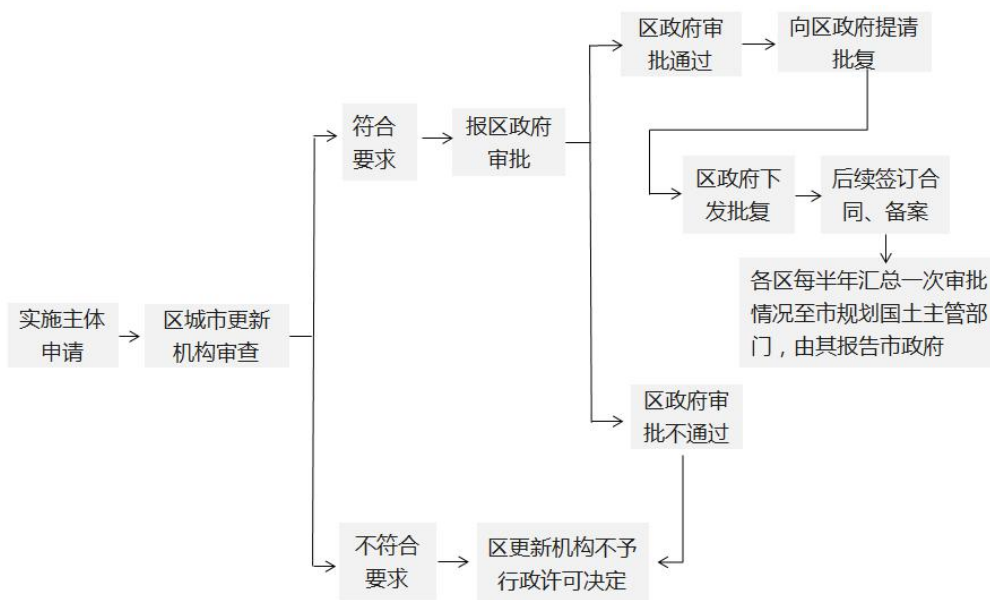 实施主体
申请
区城市更新
机构审查
符合
要求
报区政府
审批
区政府审
批通过
向区政府提请
批复
区政府下
发批复
后续签订合
同、备案
各区每半年汇总一次审批
情况至市规划国土主管部
门，由其报告市政府
区政府审
批不通过
不符合
要求
区更新机构不予
行政许可决定